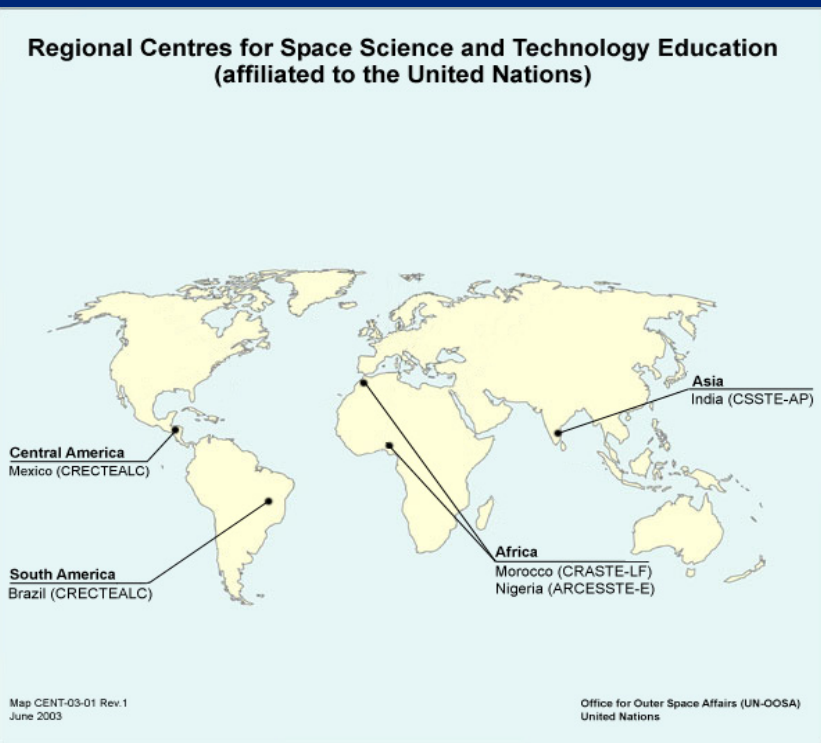 Regional Centres for Space Science and Technology Education
(affiliated to the United Nations)
Asia
India (CSSTE-AP)
Central America
Mexico (CRECTEALC)
Africa
Morocco (CRASTE-LF)
Nigeria (ARCESSTE-E)
South America
Brazil (CRECTEALC)
Map CENT-03-01 Rev.1
June 2003
Office for Outer Space Affairs (UN-OOSA)
United Nations